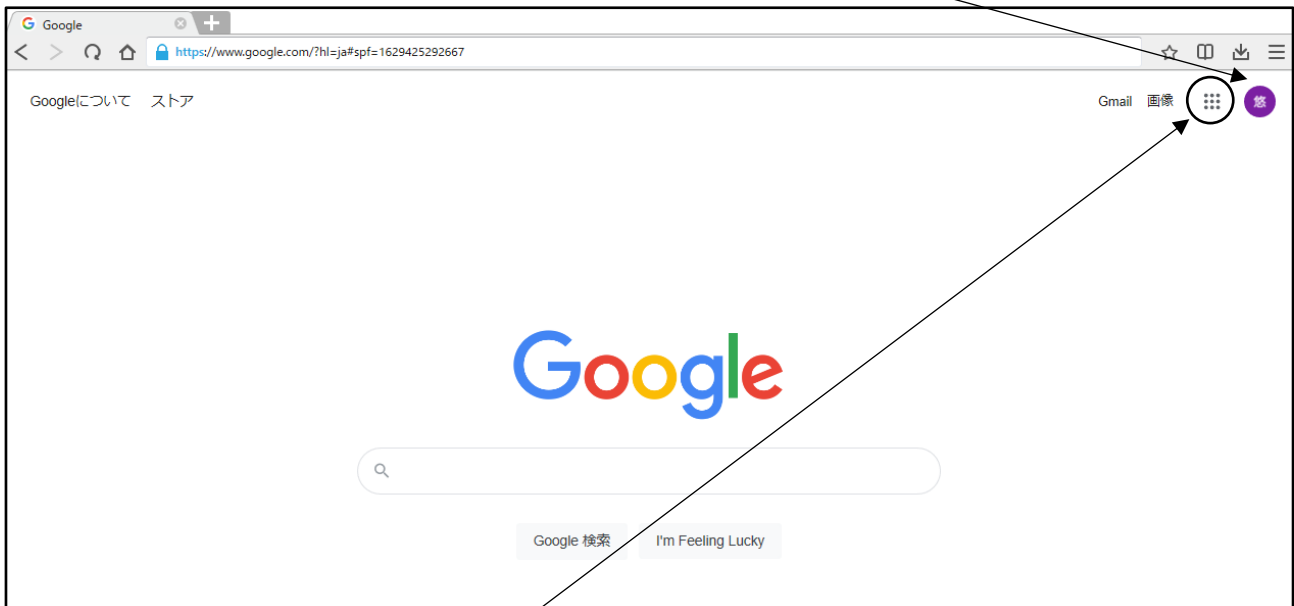 Google
https://www.google.com/?hl=ja#spf=1629425292667
Googleについて ストア
Gmail 画像 悠
Google
Google 検索 I'm Feeling Lucky